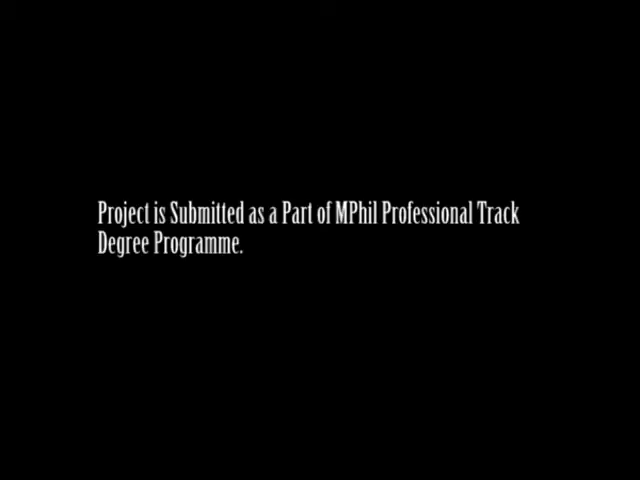 Project is Submitted as a Part of MPhil Professional Track
Degree Programme.